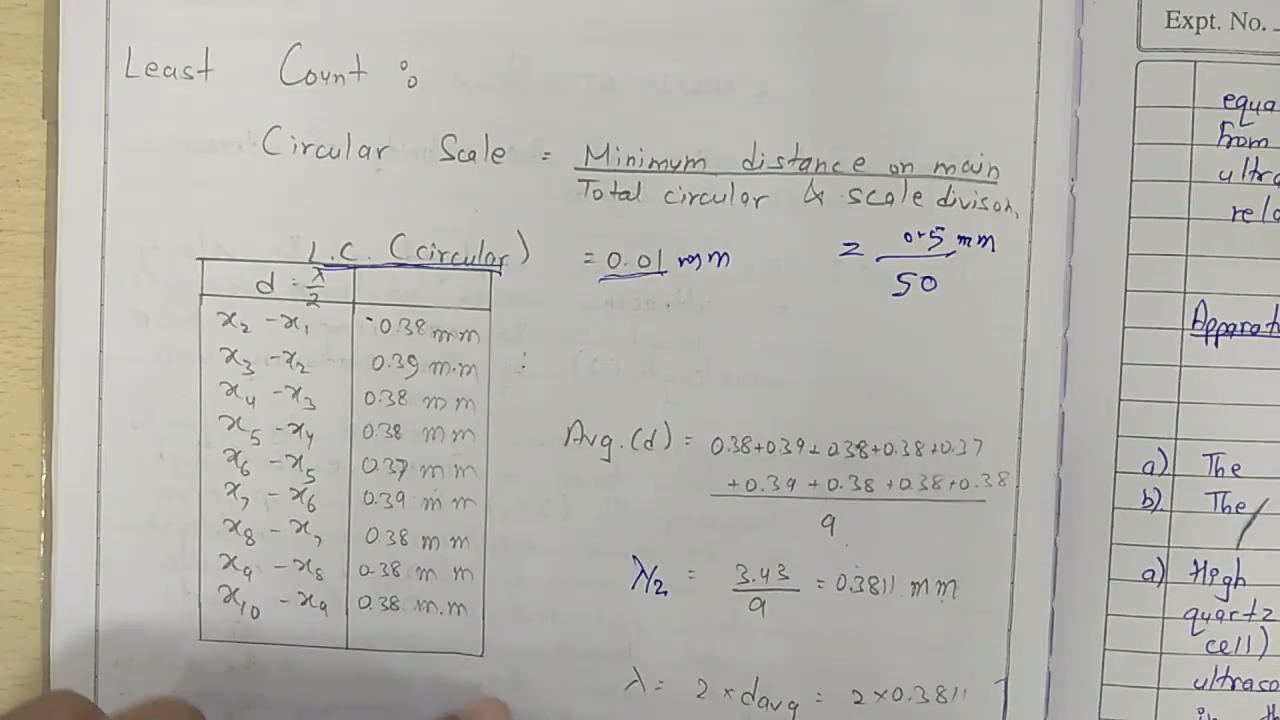 Least Count :
Circular Scale = Minimum distance on main
Total circular & scale divison.
L.C. (circular) = 0.01 mm = 0.5 mm
50
d = λ/2
x₂ - x₁ 0.38 mm
x₃ - x₂ 0.39 m.m
x₄ - x₃ 0.38 mm
x₅ - x₄ 0.38 mm
x₆ - x₅ 0.37 mm
x₇ - x₆ 0.39 mm
x₈ - x₇ 0.38 mm
x₉ - x₈ 0.38 mm
x₁₀ - x₉ 0.38 m.m
Avg.(d) = 0.38+0.39+0.38+0.38+0.37
+0.39+0.38+0.38+0.38
9
λ/2 = 3.43 = 0.3811 mm
9
λ = 2 × davg = 2 × 0.3811
Expt. No.
equa
from
ultra
rela
Apparat
a) The
b). The
a) High
quartz
cell)
ultraso